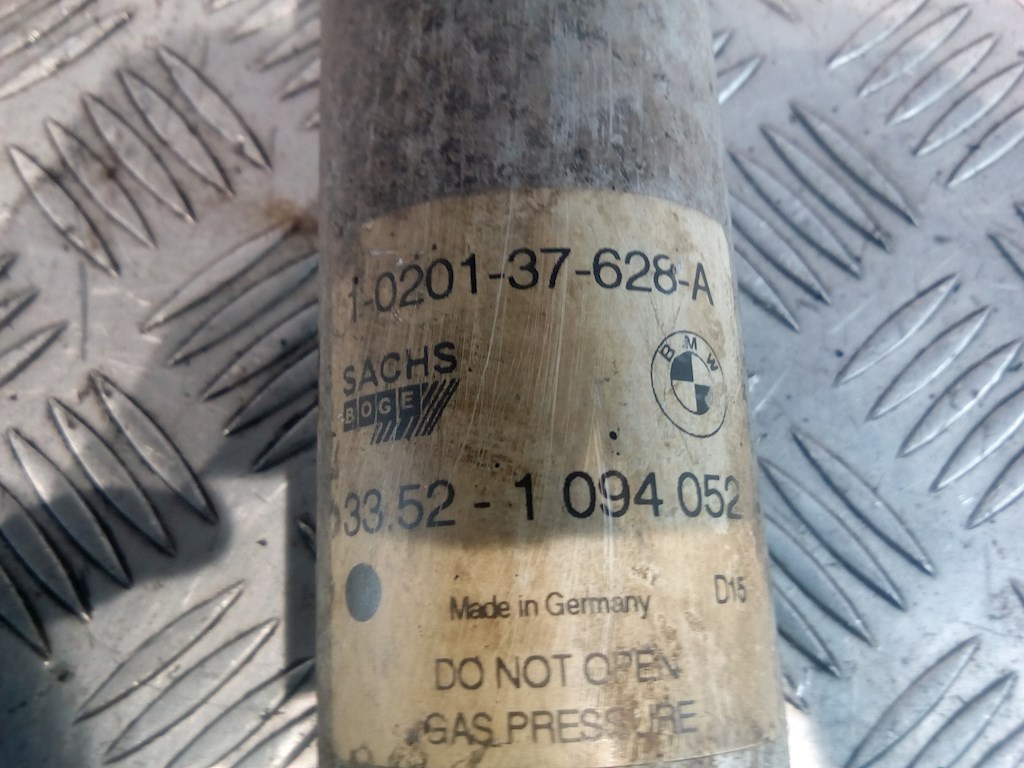 1-0201-37-628-A
SACHS
BOGE
BMW
33.52 - 1 094 052
Made in Germany D15
DO NOT OPEN
GAS PRESSURE